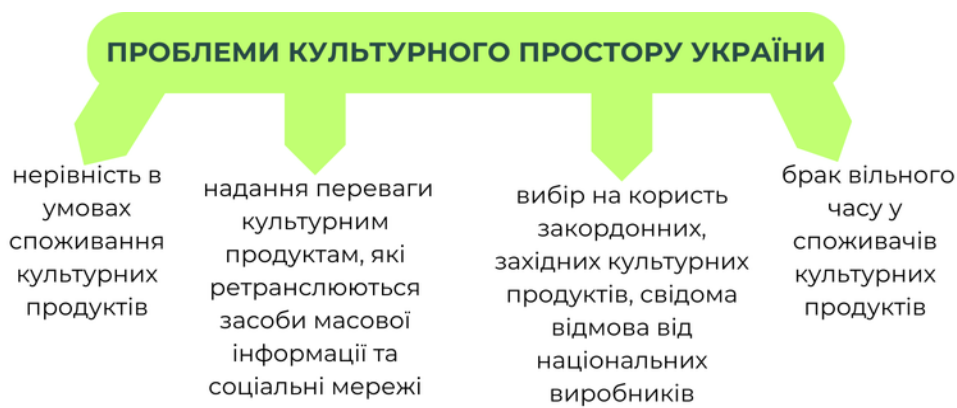 ПРОБЛЕМИ КУЛЬТУРНОГО ПРОСТОРУ УКРАЇНИ
нерівність в
умовах
споживання
культурних
продуктів
надання переваги
культурним
продуктам, які
ретранслюються
засоби масової
інформації та
соціальні мережі
вибір на користь
закордонних,
західних культурних
продуктів, свідома
відмова від
національних
виробників
брак вільного
часу у
споживачів
культурних
продуктів